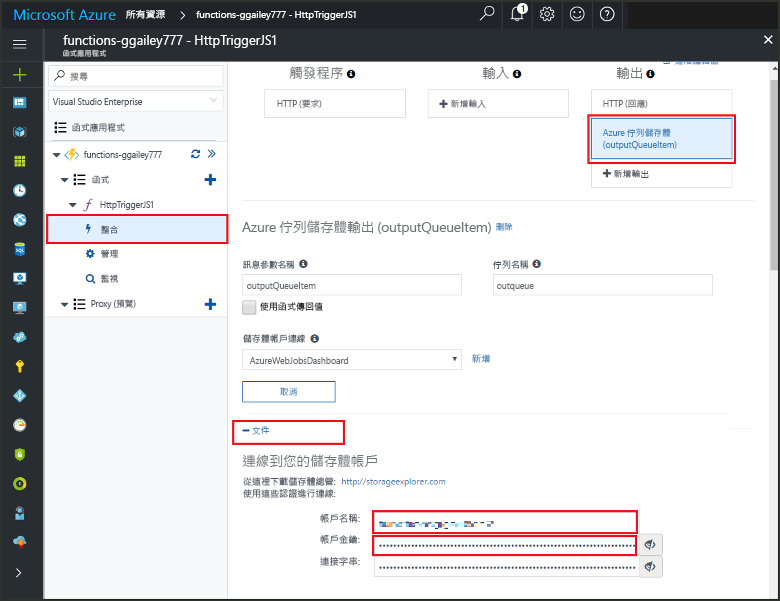 Microsoft Azure 所有資源 > functions-ggailey777 - HttpTriggerJS1
1
functions-ggailey777 - HttpTriggerJS1
函式應用程式
搜尋
Visual Studio Enterprise
函式應用程式
functions-ggailey777
函式
HttpTriggerJS1
整合
管理
監視
Proxy (預覽)
觸發程序
輸入
輸出
HTTP (要求)
新增輸入
HTTP (回應)
Azure 佇列儲存體
(outputQueueItem)
新增輸出
Azure 佇列儲存體輸出 (outputQueueItem) 刪除
訊息參數名稱
佇列名稱
outputQueueItem
outqueue
使用函式傳回值
儲存體帳戶連線
AzureWebJobsDashboard
新增
取消
文件
連線到您的儲存體帳戶
從這裡下載儲存體總管: http://storageexplorer.com
使用這些認證進行連線:
帳戶名稱:
帳戶金鑰:
連接字串: